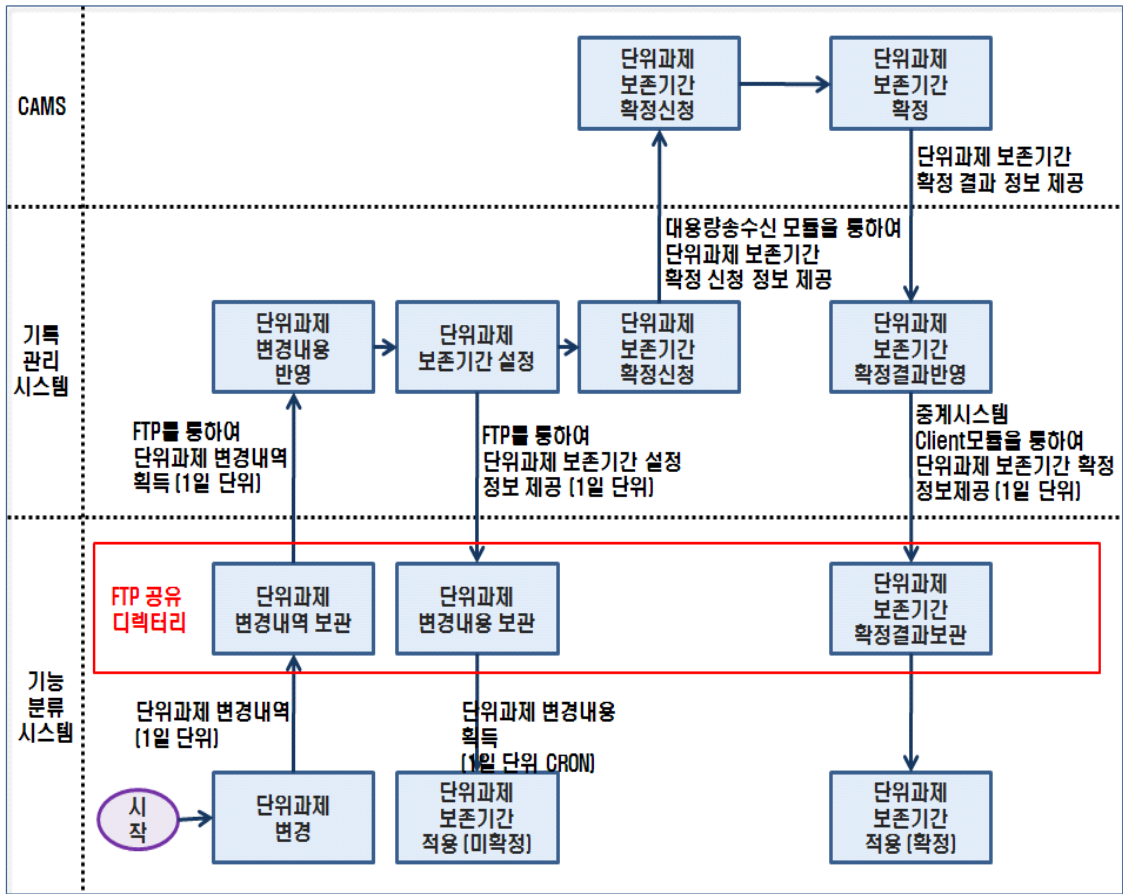 CAMS
단위과제
보존기간
확정신청
단위과제
보존기간
확정
단위과제 보존기간
확정 결과 정보 제공
기록
관리
시스템
대용량송수신 모듈을 통하여
단위과제 보존기간
확정 신청 정보 제공
단위과제
변경내용
반영
단위과제
보존기간 설정
단위과제
보존기간
확정신청
단위과제
보존기간
확정결과반영
FTP를 통하여
단위과제 변경내역
획득 (1일 단위)
FTP를 통하여
단위과제 보존기간 설정
정보 제공 (1일 단위)
중계시스템
Client모듈을 통하여
단위과제 보존기간 확정
정보제공 (1일 단위)
기능
분류
시스템
FTP 공유
디렉터리
단위과제
변경내역 보관
단위과제
변경내용 보관
단위과제
보존기간
확정결과보관
단위과제 변경내역
(1일 단위)
단위과제 변경내용
획득
(1일 단위 CRON)
시
작
단위과제
변경
단위과제
보존기간
적용 (미확정)
단위과제
보존기간
적용 (확정)